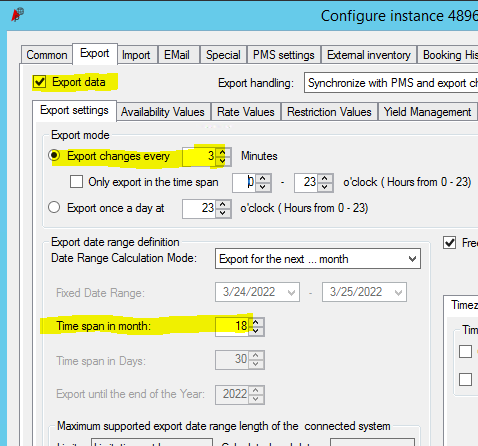 Configure instance 4896
Common Export Import EMail Special PMS settings External inventory Booking His
Export data Export handling: Synchronize with PMS and export ch
Export settings Availability Values Rate Values Restriction Values Yield Management
Export mode
Export changes every 3 Minutes
Only export in the time span 0 - 23 o'clock ( Hours from 0 - 23)
Export once a day at 23 o'clock ( Hours from 0 - 23)
Export date range definition
Date Range Calculation Mode: Export for the next ... month
Free
Fixed Date Range: 3/24/2022 - 3/25/2022
Timez
Time span in month: 18
Tim
Time span in Days: 30
Export until the end of the Year: 2022
Maximum supported export date range length of the connected system